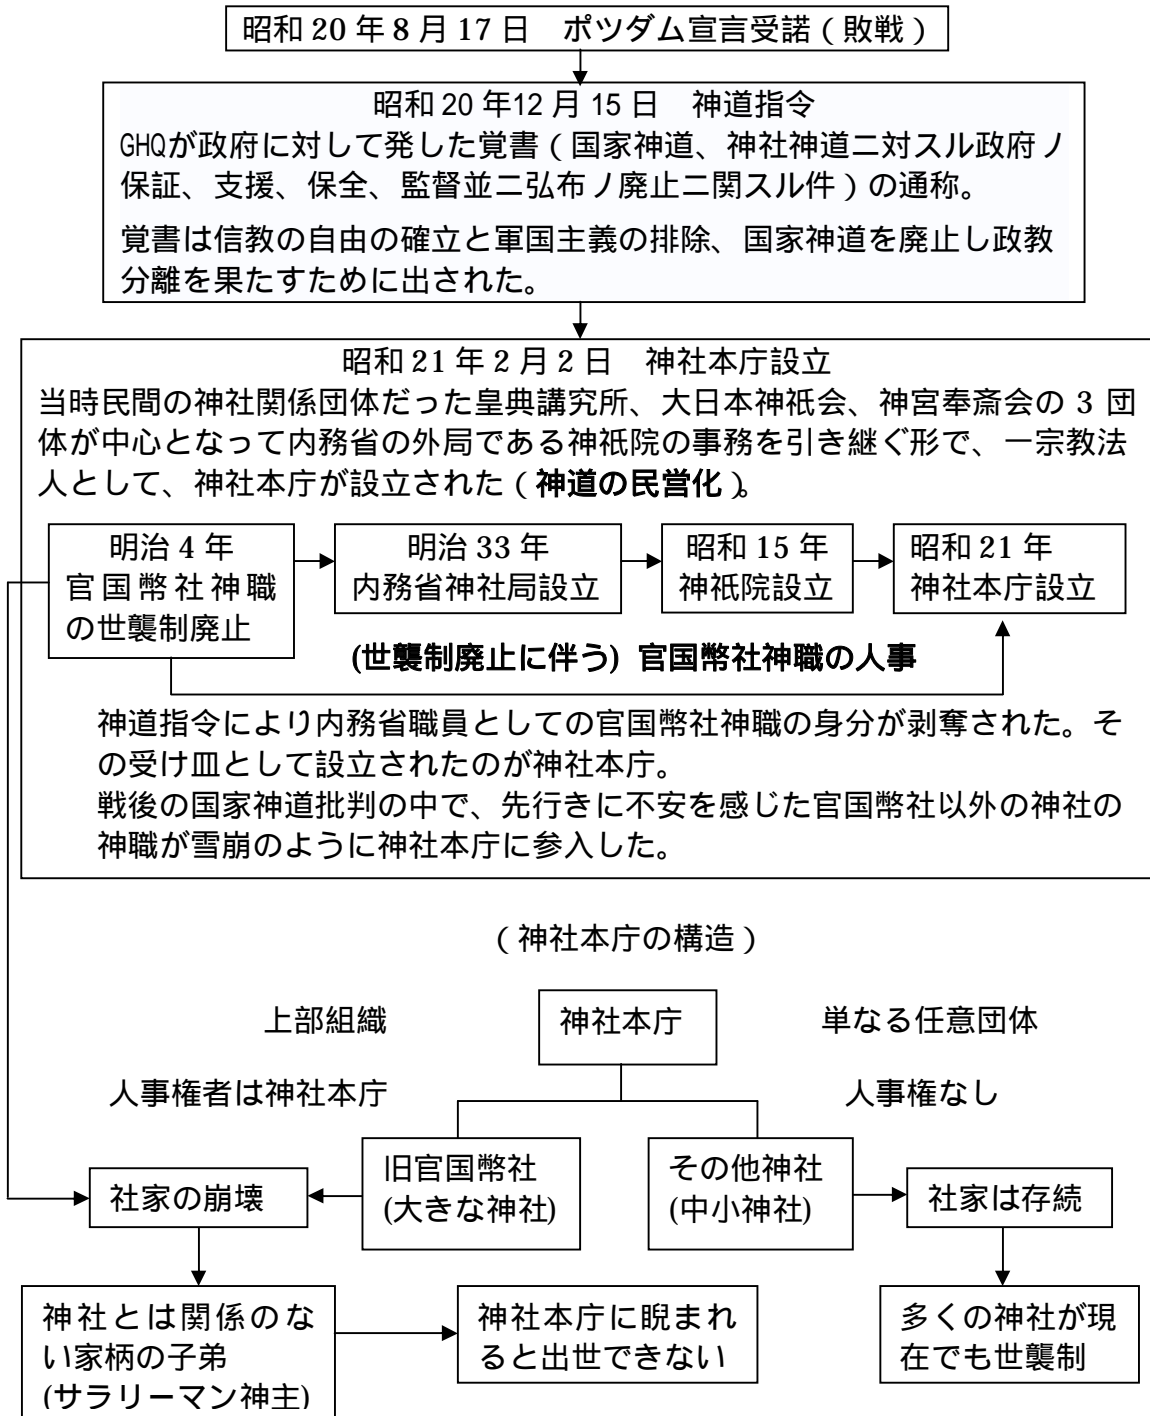 昭和 20 年 8 月 17 日　ポツダム宣言受諾（敗戦）
昭和 20 年12 月 15 日　神道指令
GHQが政府に対して発した覚書（国家神道、神社神道ニ対スル政府ノ
保証、支援、保全、監督並ニ弘布ノ廃止ニ関スル件）の通称。
覚書は信教の自由の確立と軍国主義の排除、国家神道を廃止し政教
分離を果たすために出された。
昭和 21 年 2 月 2 日　神社本庁設立
当時民間の神社関係団体だった皇典講究所、大日本神祇会、神宮奉斎会の 3 団
体が中心となって内務省の外局である神祇院の事務を引き継ぐ形で、一宗教法
人として、神社本庁が設立された（神道の民営化）。
明治 4 年
官国幣社神職
の世襲制廃止
明治 33 年
内務省神社局設立
昭和 15 年
神祇院設立
昭和 21 年
神社本庁設立
(世襲制廃止に伴う) 官国幣社神職の人事
神道指令により内務省職員としての官国幣社神職の身分が剥奪された。そ
の受け皿として設立されたのが神社本庁。
戦後の国家神道批判の中で、先行きに不安を感じた官国幣社以外の神社の
神職が雪崩のように神社本庁に参入した。
（神社本庁の構造）
上部組織
神社本庁
単なる任意団体
人事権者は神社本庁
人事権なし
社家の崩壊
旧官国幣社
(大きな神社)
その他神社
(中小神社)
社家は存続
神社とは関係のな
い家柄の子弟
(サラリーマン神主)
神社本庁に睨まれ
ると出世できない
多くの神社が現
在でも世襲制